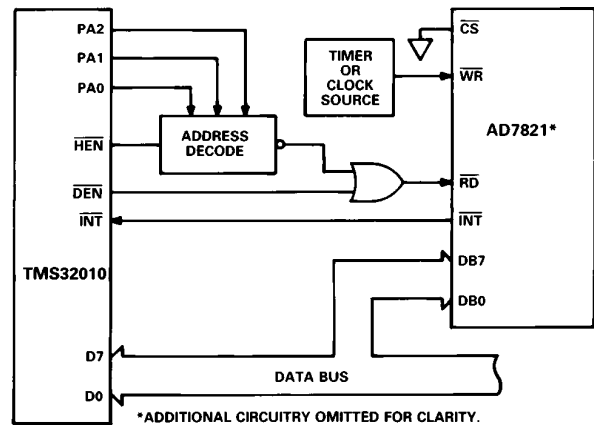 PA2
PA1
PA0
HEN
DEN
INT
TMS32010
D7
D0
ADDRESS
DECODE
TIMER
OR
CLOCK
SOURCE
CS
WR
AD7821*
RD
INT
DB7
DB0
DATA BUS
*ADDITIONAL CIRCUITRY OMITTED FOR CLARITY.